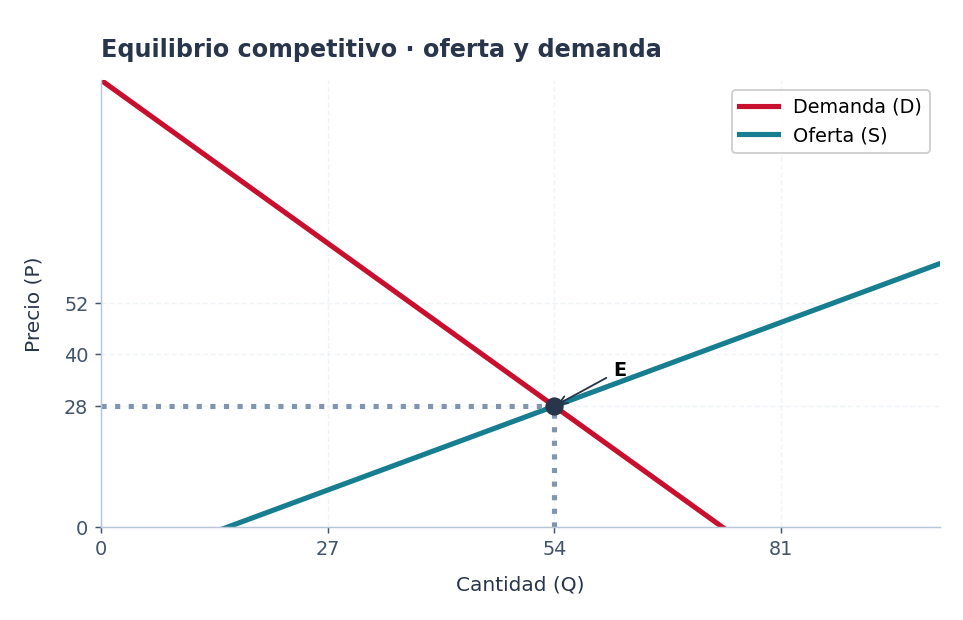 Equilibrio competitivo · oferta y demanda
Demanda (D)
Oferta (S)
Precio (P)
52
40
28
0
E
0
27
54
81
Cantidad (Q)